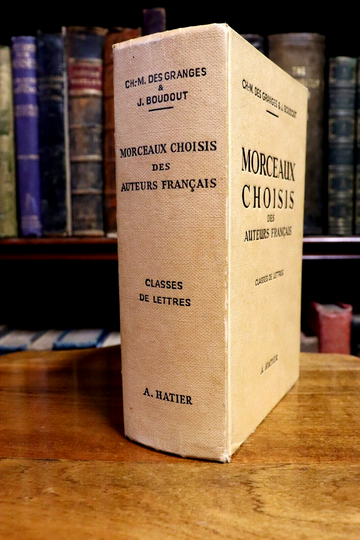 CH.-M. DES GRANGES
&
J. BOUDOUT
MORCEAUX CHOISIS
DES
AUTEURS FRANÇAIS
CLASSES
DE LETTRES
A. HATIER
CH.-M. DES GRANGES & J. BOUDOUT
MORCEAUX
CHOISIS
DES
AUTEURS FRANÇAIS
CLASSES DE LETTRES
A. HATIER